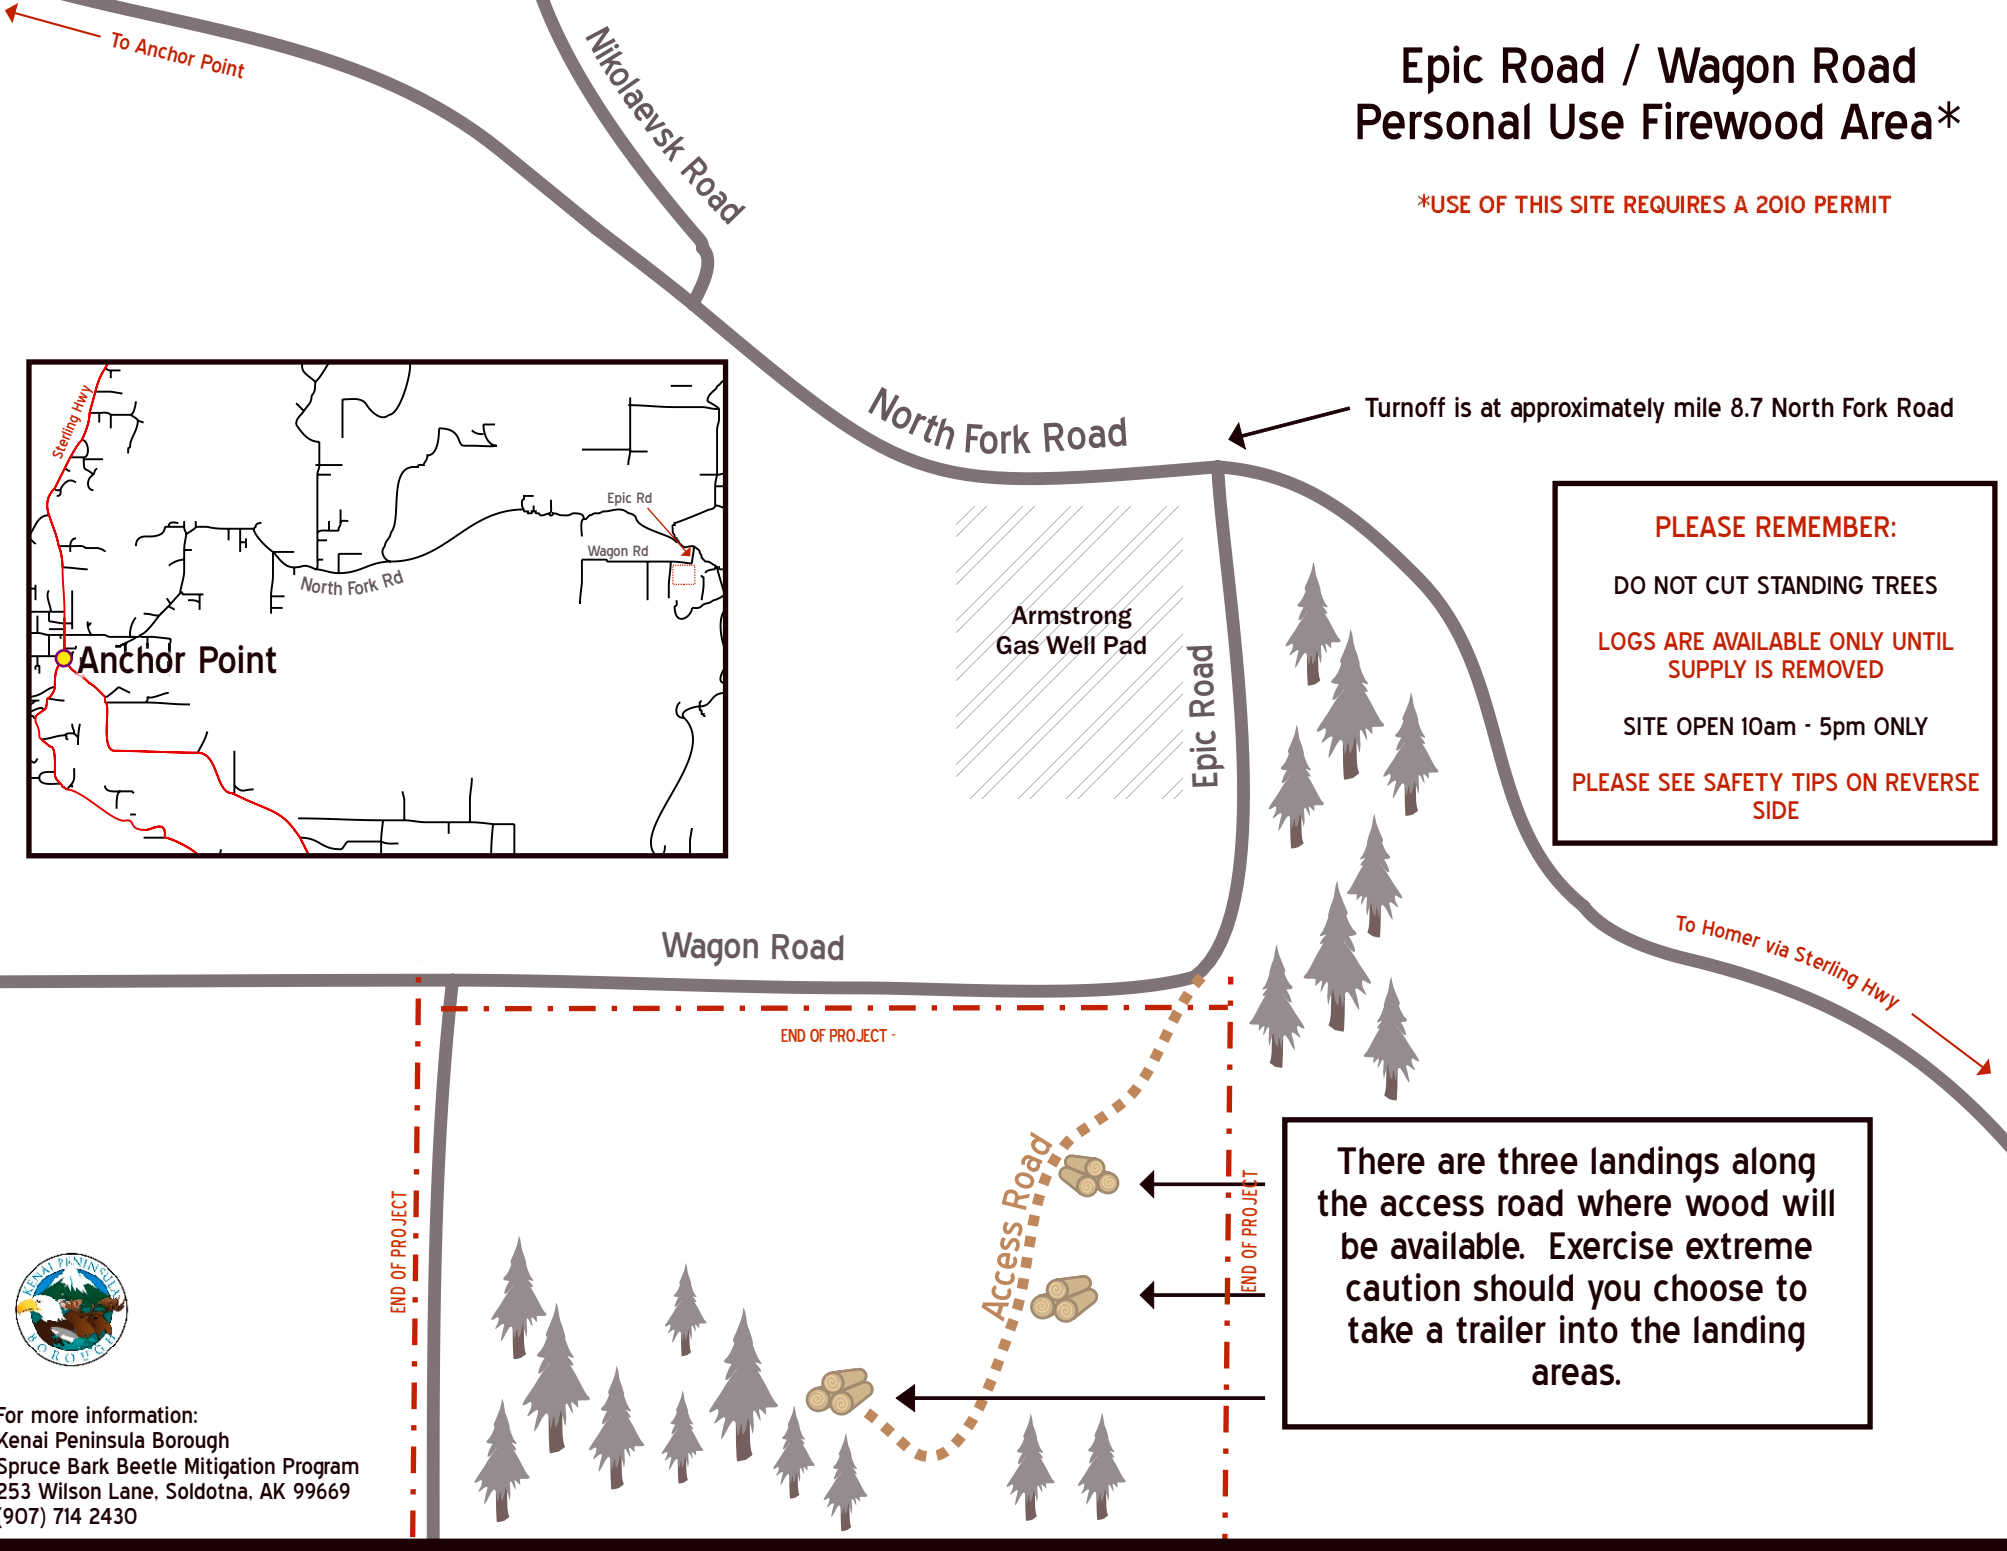 To Anchor Point
Nikolaevsk Road
Epic Road / Wagon Road
Personal Use Firewood Area*
*USE OF THIS SITE REQUIRES A 2010 PERMIT
North Fork Road
Turnoff is at approximately mile 8.7 North Fork Road
Sterling Hwy
Epic Rd
Wagon Rd
North Fork Rd
Anchor Point
Armstrong
Gas Well Pad
Epic Road
PLEASE REMEMBER:
DO NOT CUT STANDING TREES
LOGS ARE AVAILABLE ONLY UNTIL
SUPPLY IS REMOVED
SITE OPEN 10am - 5pm ONLY
PLEASE SEE SAFETY TIPS ON REVERSE
SIDE
Wagon Road
To Homer via Sterling Hwy
END OF PROJECT -
END OF PROJECT
Access Road
END OF PROJECT
There are three landings along
the access road where wood will
be available.  Exercise extreme
caution should you choose to
take a trailer into the landing
areas.
KENAI PENINSULA
BOROUGH
For more information:
Kenai Peninsula Borough
Spruce Bark Beetle Mitigation Program
253 Wilson Lane, Soldotna, AK 99669
(907) 714 2430